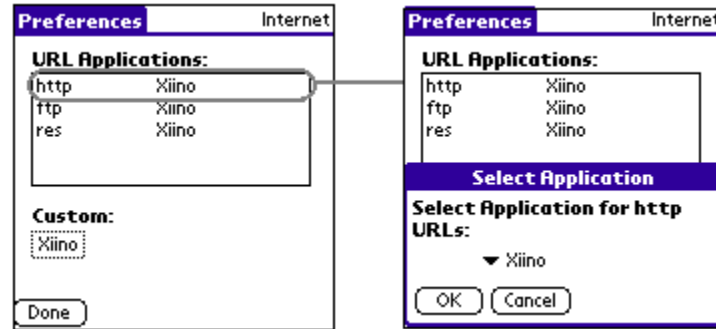 Preferences Internet
URL Applications:
http Xiino
ftp Xiino
res Xiino
Custom:
Xiino
Done
Preferences Internet
URL Applications:
http Xiino
ftp Xiino
res Xiino
Select Application
Select Application for http
URLs:
Xiino
OK Cancel